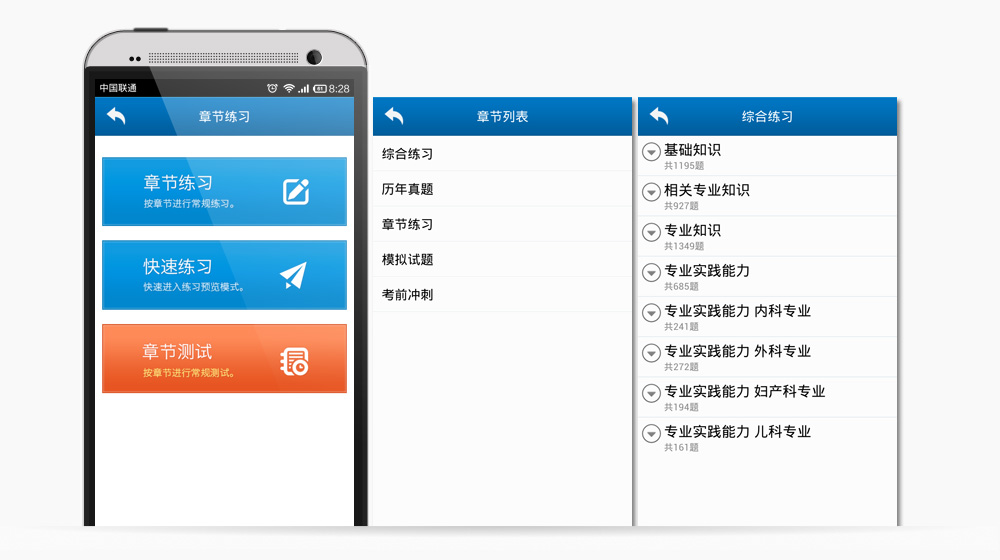 中国联通
8:28
章节练习
章节练习
按章节进行常规练习。
快速练习
快速进入练习预览模式。
章节测试
按章节进行常规测试。
章节列表
综合练习
历年真题
章节练习
模拟试题
考前冲刺
综合练习
基础知识
共1195题
相关专业知识
共927题
专业知识
共1349题
专业实践能力
共685题
专业实践能力 内科专业
共241题
专业实践能力 外科专业
共272题
专业实践能力 妇产科专业
共194题
专业实践能力 儿科专业
共161题